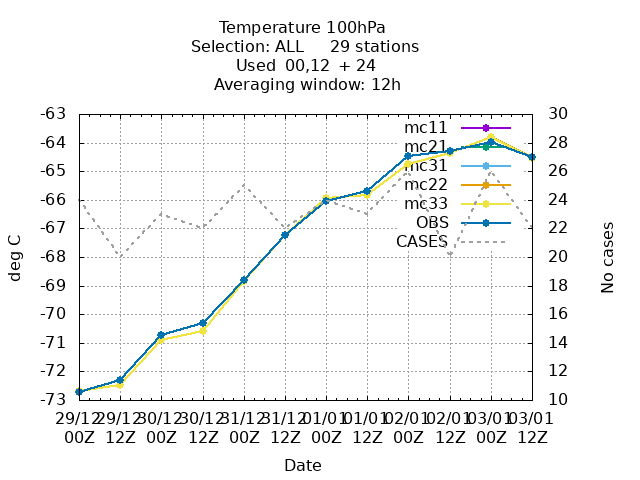 Temperature 100hPa
Selection: ALL 29 stations
Used 00,12 + 24
Averaging window: 12h
-63 30
mc11
-64 28
mc21
-65 26
mc31
mc22
-66 24
mc33
-67 22
OBS
CASES
-68 20
deg C
No cases
-69 18
-70 16
-71 14
-72 12
-73 10
29/12 29/12 30/12 30/12 31/12 31/12 01/01 01/01 02/01 02/01 03/01 03/01
00Z 12Z 00Z 12Z 00Z 12Z 00Z 12Z 00Z 12Z 00Z 12Z
Date